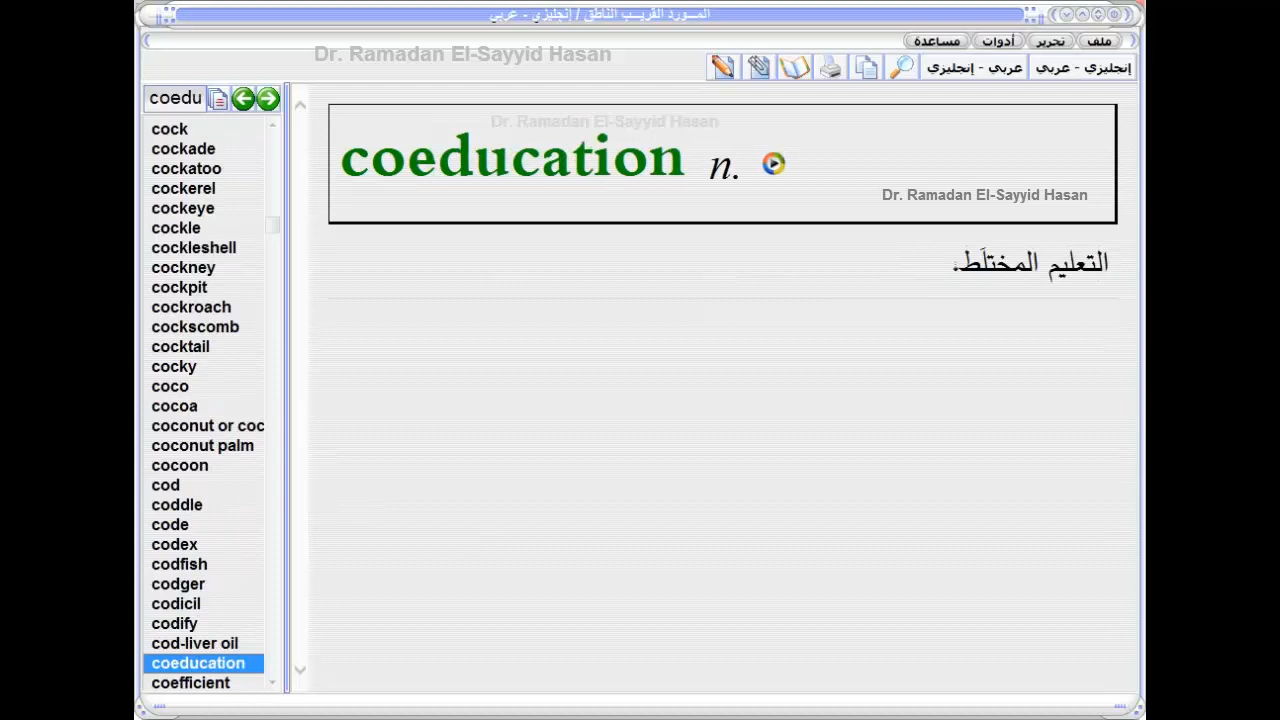 المـورد القريـب الناطق / إنجليزي - عربي
ملف تحرير أدوات مساعدة
Dr. Ramadan El-Sayyid Hasan
إنجليزي - عربي عربي - إنجليزي
coedu
cock
cockade
cockatoo
cockerel
cockeye
cockle
cockleshell
cockney
cockpit
cockroach
cockscomb
cocktail
cocky
coco
cocoa
coconut or coc
coconut palm
cocoon
cod
coddle
code
codex
codfish
codger
codicil
codify
cod-liver oil
coeducation
coefficient
Dr. Ramadan El-Sayyid Hasan
coeducation n.
Dr. Ramadan El-Sayyid Hasan
التعليم المختلَط.